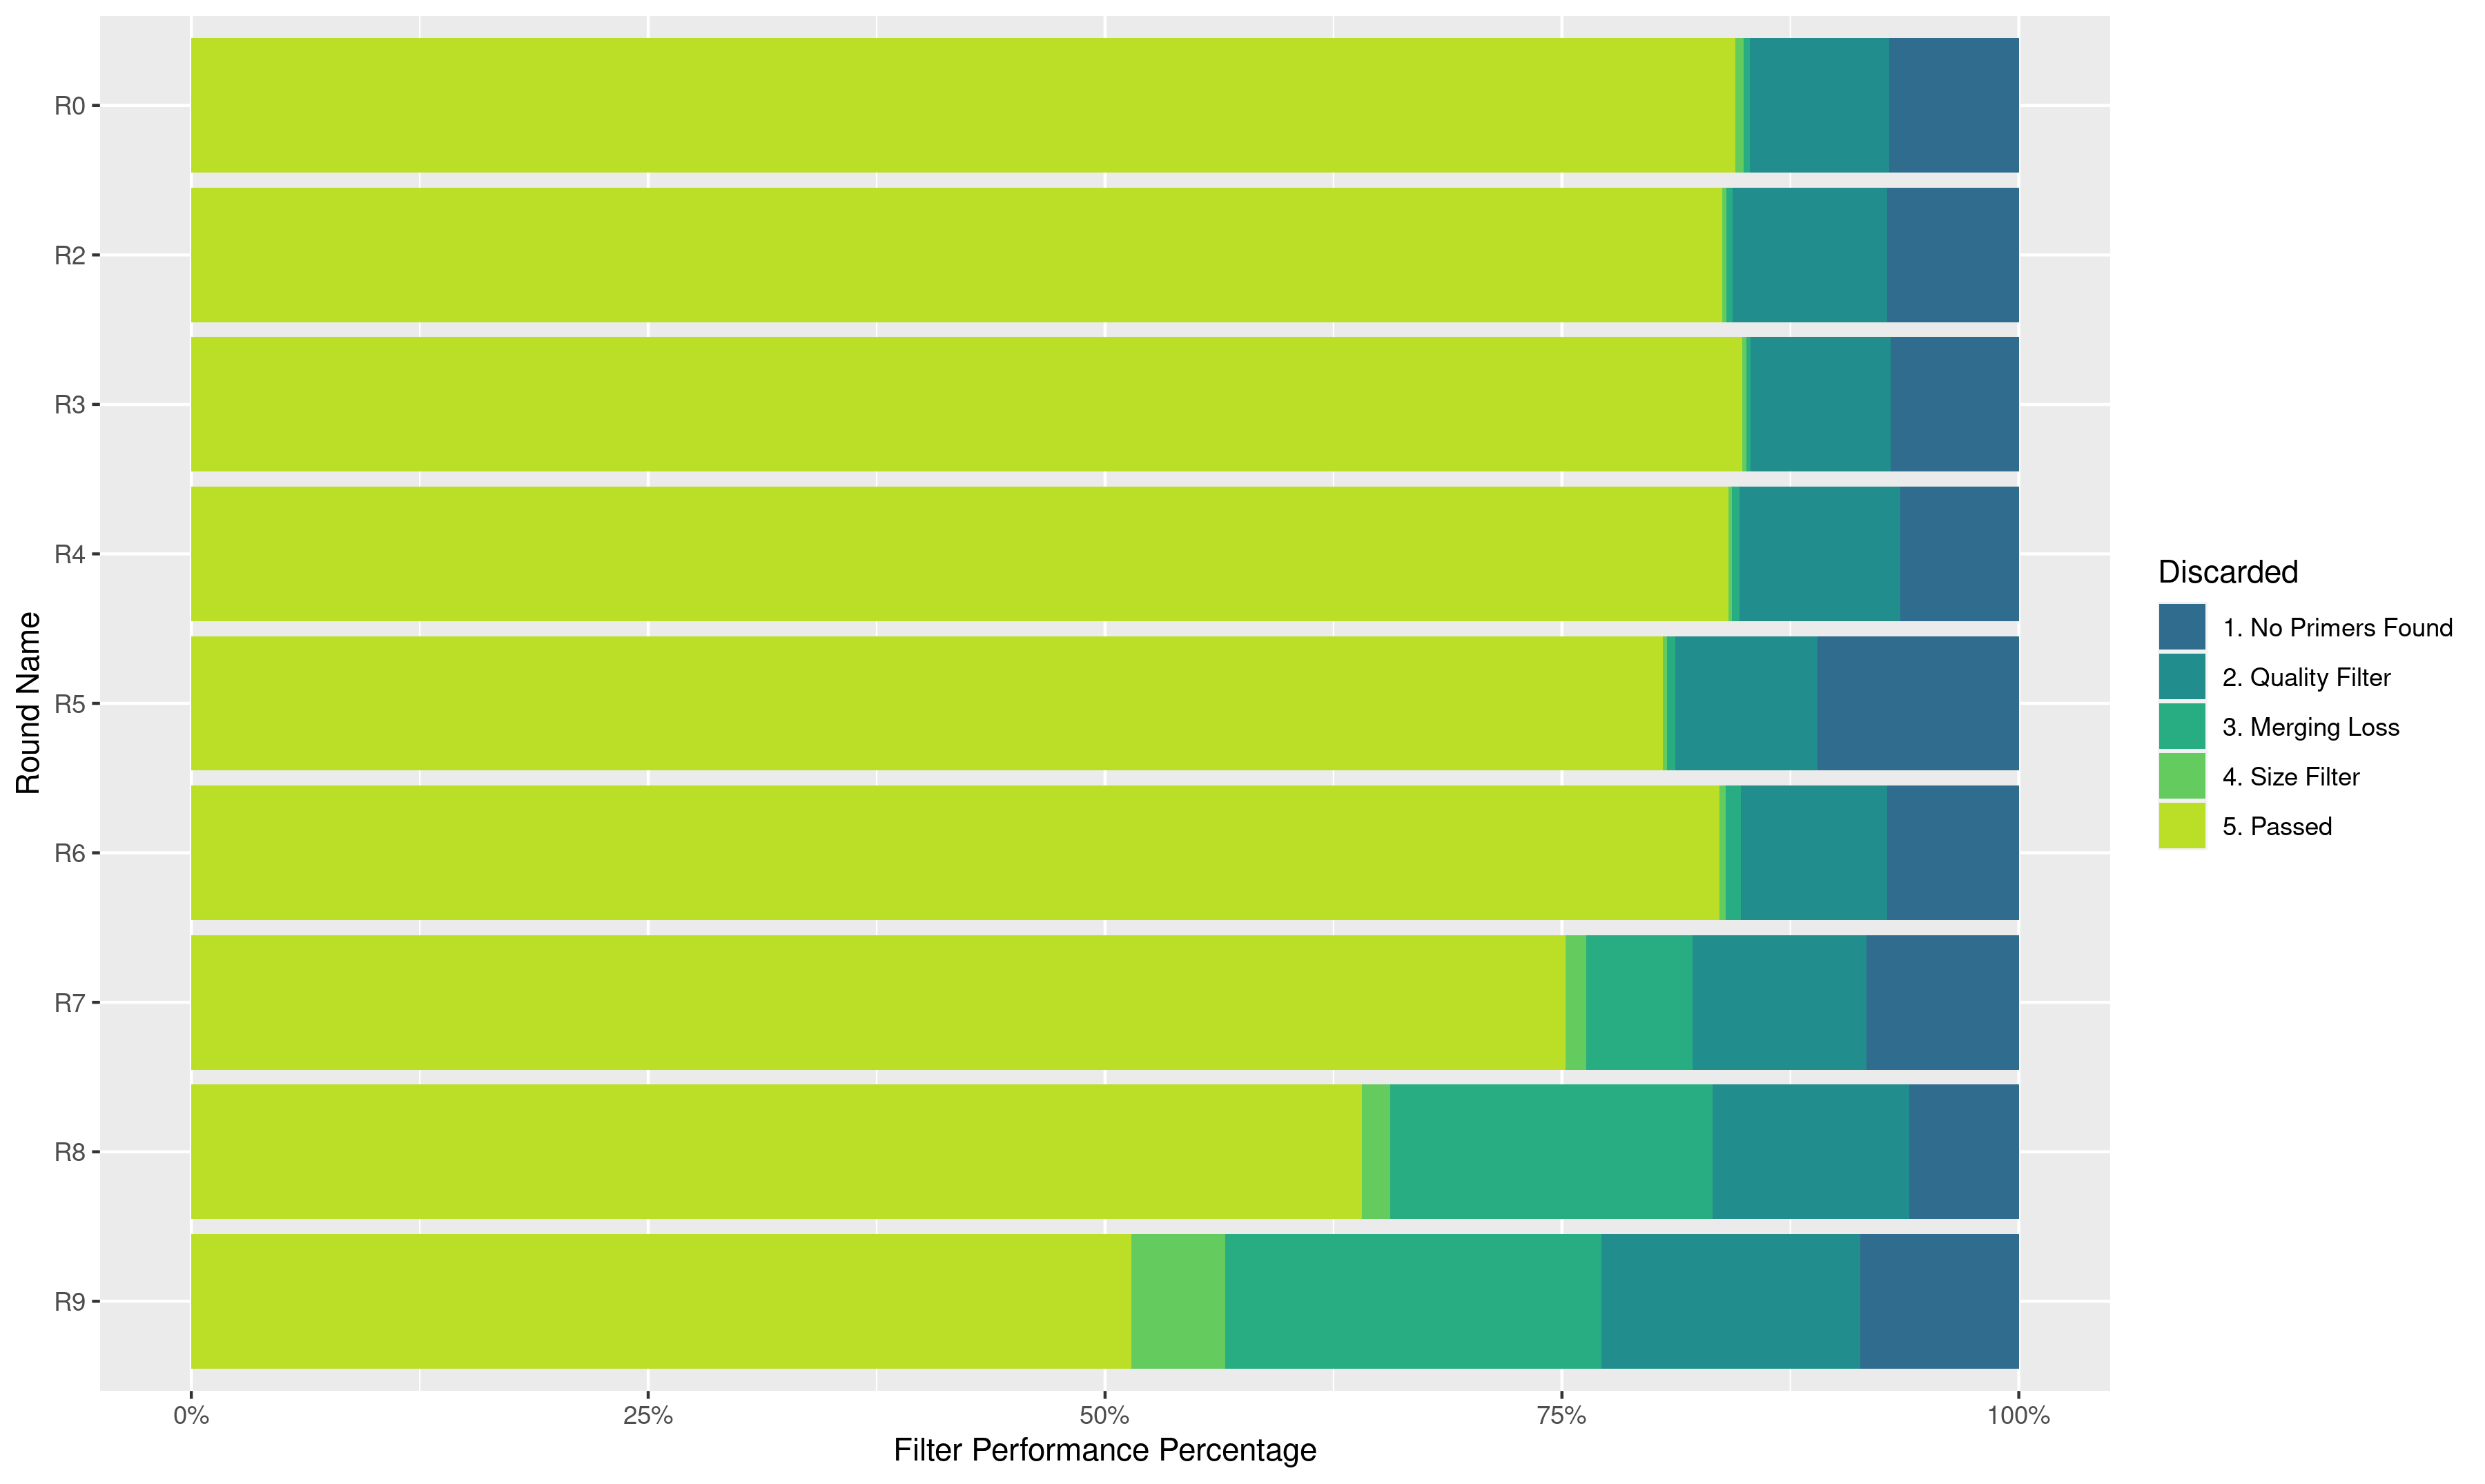 R0
R2
R3
R4
R5
R6
R7
R8
R9
Round Name
0% 25% 50% 75% 100%
Filter Performance Percentage
Discarded
1. No Primers Found
2. Quality Filter
3. Merging Loss
4. Size Filter
5. Passed